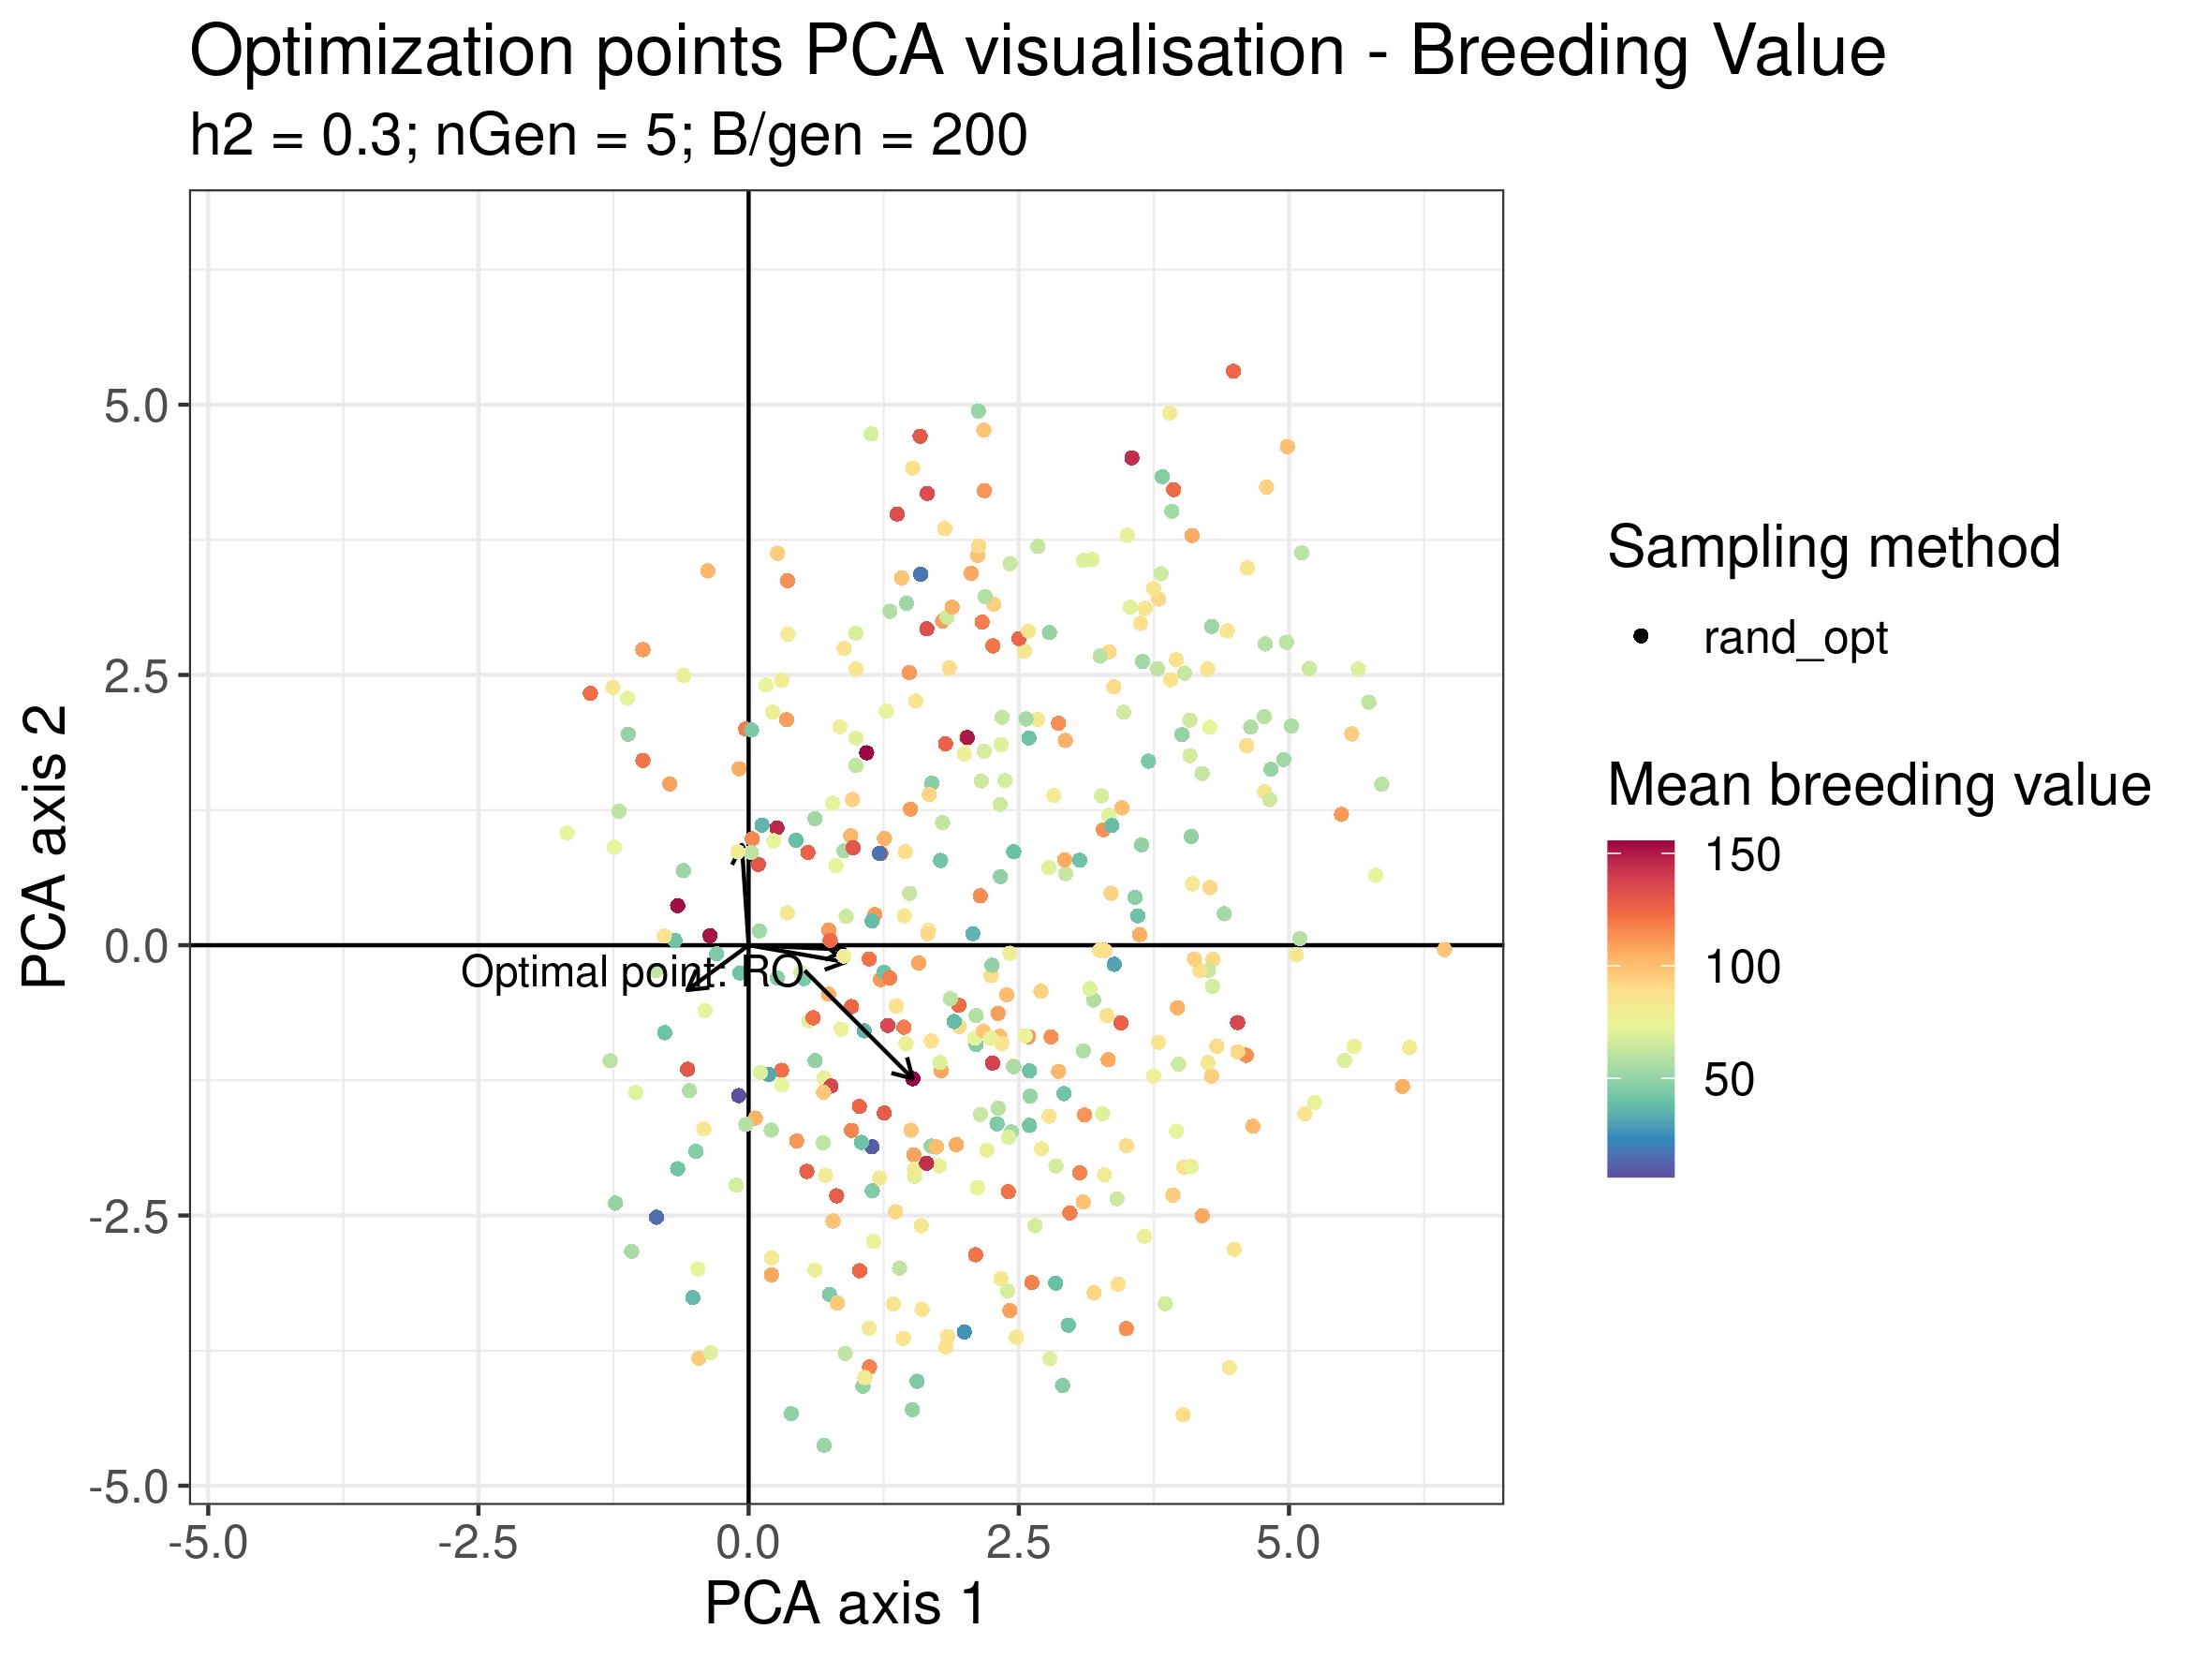 Optimization points PCA visualisation - Breeding Value
h2 = 0.3; nGen = 5; B/gen = 200
PCA axis 2
5.0
2.5
0.0
-2.5
-5.0
Optimal point: RO
-5.0 -2.5 0.0 2.5 5.0
PCA axis 1
Sampling method
rand_opt
Mean breeding value
150
100
50